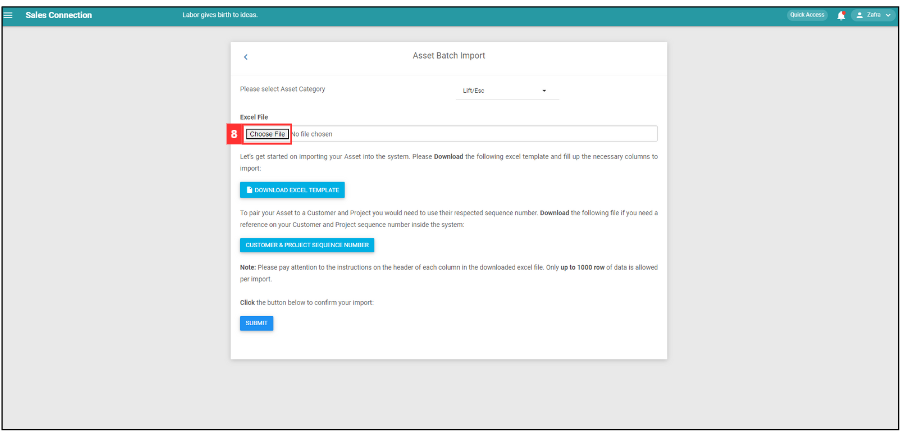 Sales Connection
Labor gives birth to ideas.
Quick Access
Zafio
Asset Batch Import
Please select Asset Category
Lift/Esc
Excel File
8
Choose File No file chosen
Let's get started on importing your Asset into the system. Please Download the following excel template and fill up the necessary columns to
import:
DOWNLOAD EXCEL TEMPLATE
To pair your Asset to a Customer and Project you would need to use their respected sequence number. Download the following file if you need a
reference on your Customer and Project sequence number inside the system:
CUSTOMER & PROJECT SEQUENCE NUMBER
Note: Please pay attention to the instructions on the header of each column in the downloaded excel file. Only up to 1000 row of data is allowed
per import.
Click the button below to confirm your import:
SUBMIT